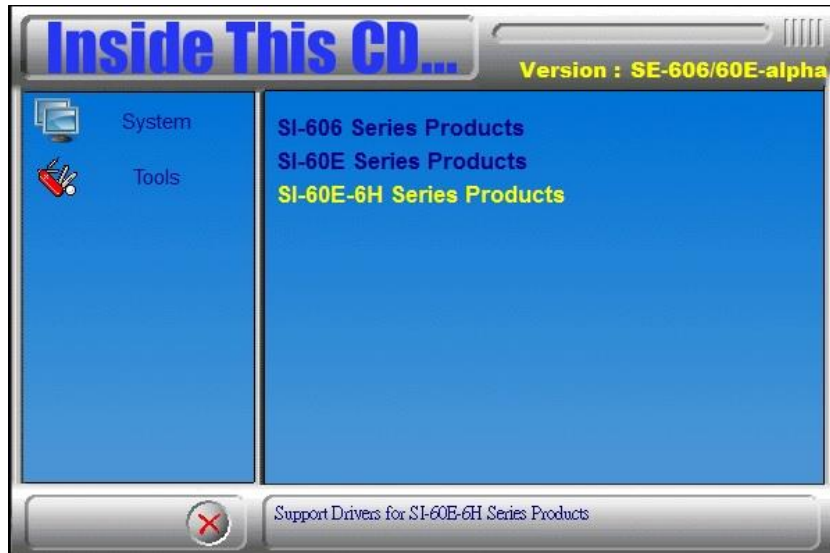 Inside This CD...
Version : SE-606/60E-alpha
System
Tools
SI-606 Series Products
SI-60E Series Products
SI-60E-6H Series Products
Support Drivers for SI-60E-6H Series Products